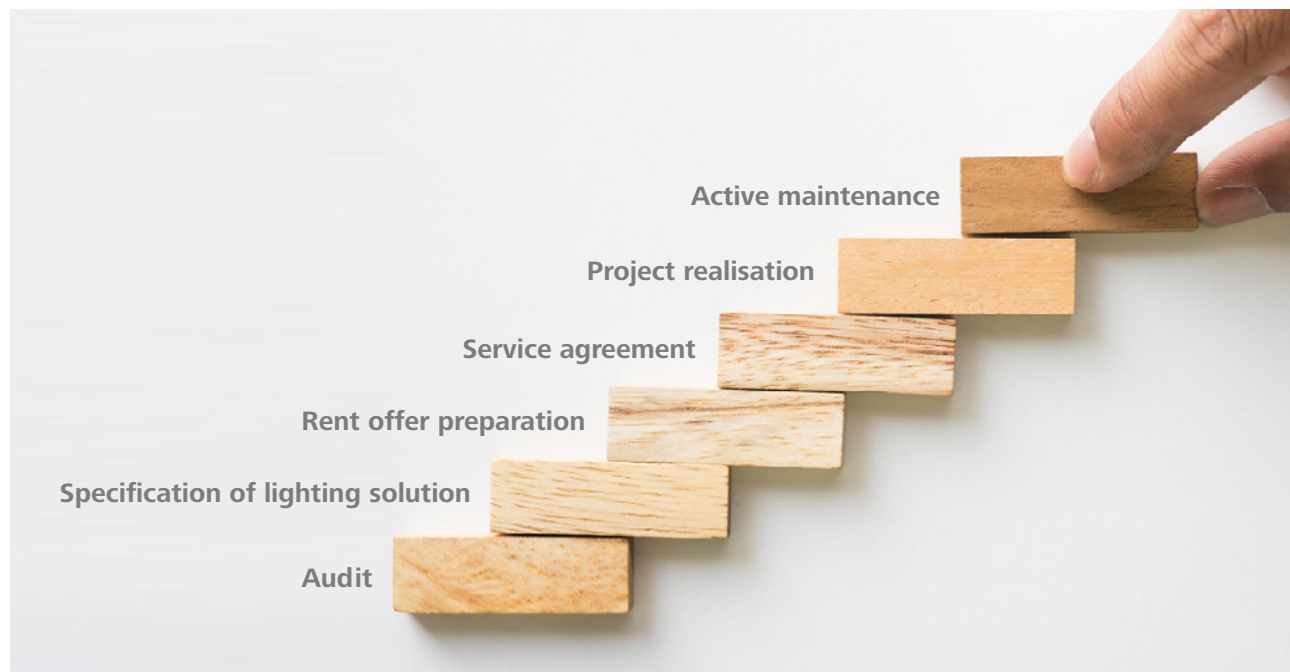 Active maintenance
Project realisation
Service agreement
Rent offer preparation
Specification of lighting solution
Audit